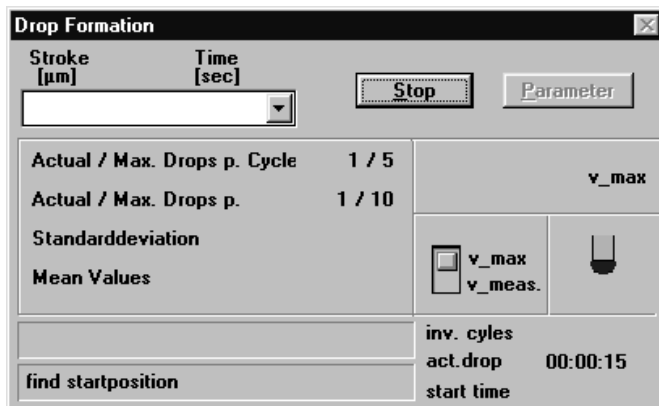 Drop Formation
Stroke Time
[µm] [sec]
Stop Parameter
Actual / Max. Drops p. Cycle 1 / 5
v_max
Actual / Max. Drops p. 1 / 10
Standarddeviation
v_max
Mean Values
v_meas.
inv. cyles
act.drop 00:00:15
find startposition
start time